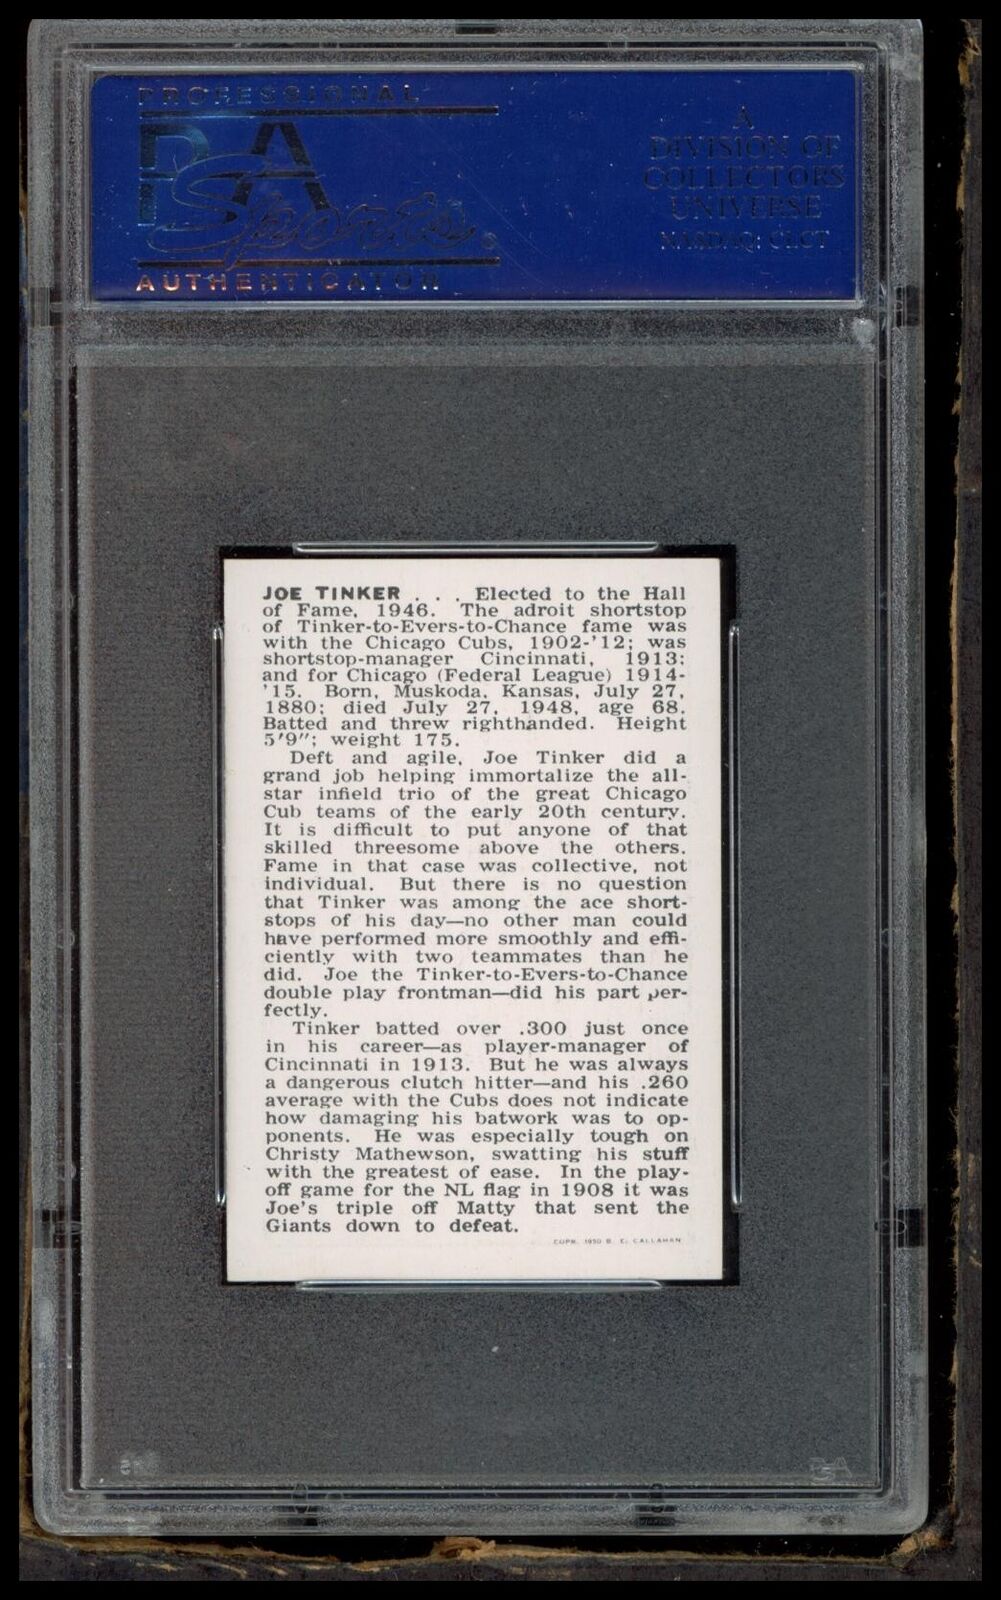 PROFESSIONAL
PSA
Sports
AUTHENTICATOR
A
DIVISION OF
COLLECTORS
UNIVERSE
NASDAQ: CLCT
JOE TINKER . . . Elected to the Hall
of Fame, 1946. The adroit shortstop
of Tinker-to-Evers-to-Chance fame was
with the Chicago Cubs, 1902-'12; was
shortstop-manager Cincinnati, 1913;
and for Chicago (Federal League) 1914-
'15. Born, Muskoda, Kansas, July 27,
1880; died July 27, 1948, age 68.
Batted and threw righthanded. Height
5'9"; weight 175.
Deft and agile, Joe Tinker did a
grand job helping immortalize the all-
star infield trio of the great Chicago
Cub teams of the early 20th century.
It is difficult to put anyone of that
skilled threesome above the others.
Fame in that case was collective, not
individual. But there is no question
that Tinker was among the ace short-
stops of his day—no other man could
have performed more smoothly and effi-
ciently with two teammates than he
did. Joe the Tinker-to-Evers-to-Chance
double play frontman—did his part per-
fectly.
Tinker batted over .300 just once
in his career—as player-manager of
Cincinnati in 1913. But he was always
a dangerous clutch hitter—and his .260
average with the Cubs does not indicate
how damaging his batwork was to op-
ponents. He was especially tough on
Christy Mathewson, swatting his stuff
with the greatest of ease. In the play-
off game for the NL flag in 1908 it was
Joe's triple off Matty that sent the
Giants down to defeat.
COPR. 1950 B. E. CALLAHAN
PSA